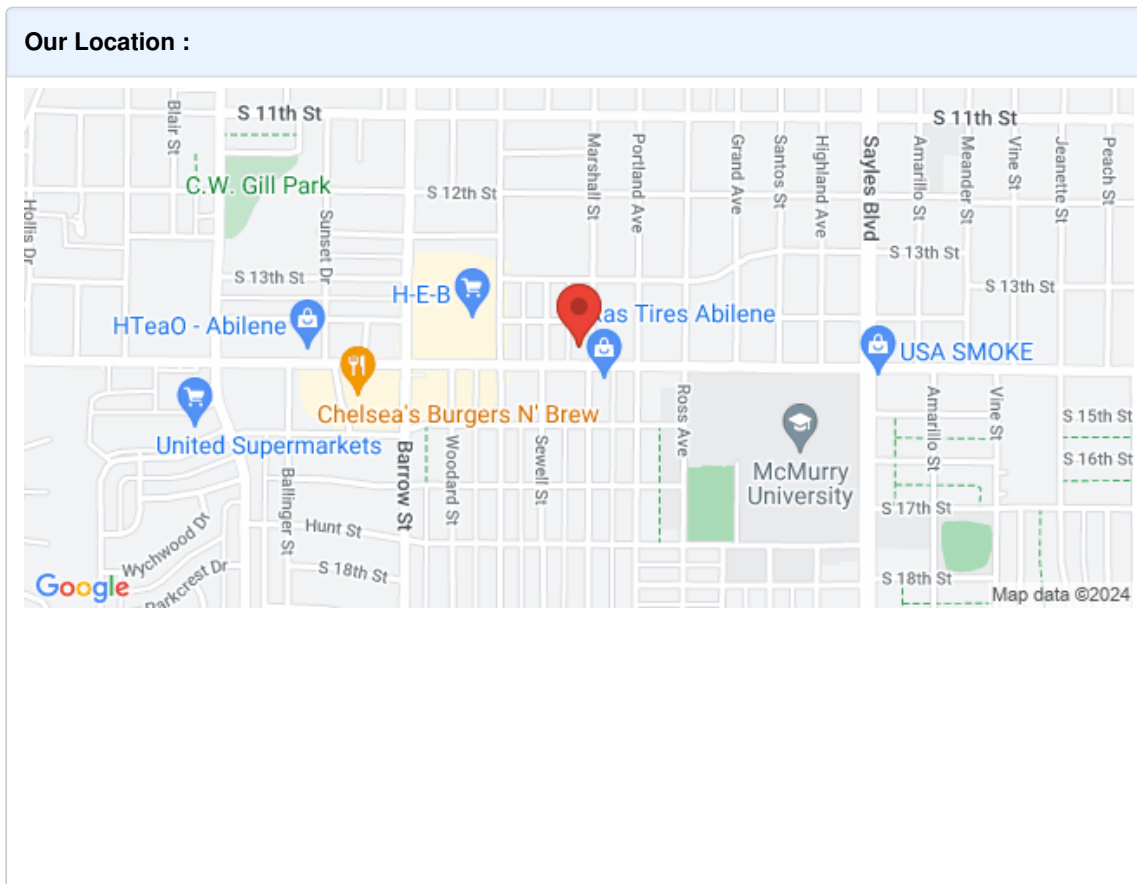 Our Location :
S 11th St
S 11th St
Blair St
C.W. Gill Park
S 12th St
Marshall St
Portland Ave
Grand Ave
Santos St
Highland Ave
Sayles Blvd
Amarillo St
Meander St
Vine St
Jeanette St
Peach St
Hollis Dr
Sunset Dr
S 13th St
S 13th St
S 13th St
H-E-B
HTeaO - Abilene
as Tires Abilene
USA SMOKE
Chelsea's Burgers N' Brew
United Supermarkets
Ross Ave
Amarillo St
Vine St
S 15th St
Barrow St
Woodard St
Sewell St
McMurry
University
S 16th St
Ballinger St
S 17th St
Wychwood Dr
Hunt St
S 18th St
S 18th St
Parkcrest Dr
Google
Map data ©2024